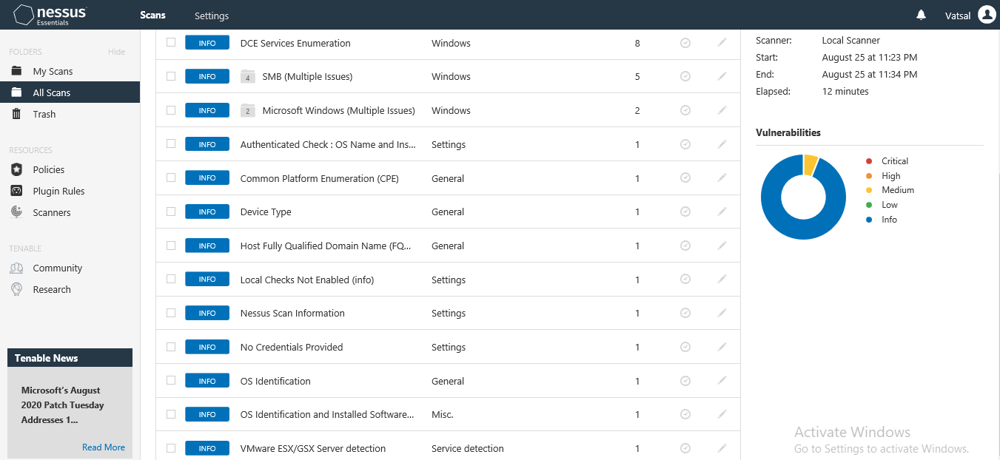 nessus
Essentials
Scans
Settings
Vatsal
FOLDERS
Hide
My Scans
All Scans
Trash
RESOURCES
Policies
Plugin Rules
Scanners
TENABLE
Community
Research
Tenable News
Microsoft's August
2020 Patch Tuesday
Addresses 1...
Read More
INFO DCE Services Enumeration Windows 8
INFO 4 SMB (Multiple Issues) Windows 5
INFO 2 Microsoft Windows (Multiple Issues) Windows 2
INFO Authenticated Check : OS Name and Ins... Settings 1
INFO Common Platform Enumeration (CPE) General 1
INFO Device Type General 1
INFO Host Fully Qualified Domain Name (FQ... General 1
INFO Local Checks Not Enabled (info) Settings 1
INFO Nessus Scan Information Settings 1
INFO No Credentials Provided Settings 1
INFO OS Identification General 1
INFO OS Identification and Installed Software... Misc. 1
INFO VMware ESX/GSX Server detection Service detection 1
Scanner: Local Scanner
Start: August 25 at 11:23 PM
End: August 25 at 11:34 PM
Elapsed: 12 minutes
Vulnerabilities
Critical
High
Medium
Low
Info
Activate Windows
Go to Settings to activate Windows.